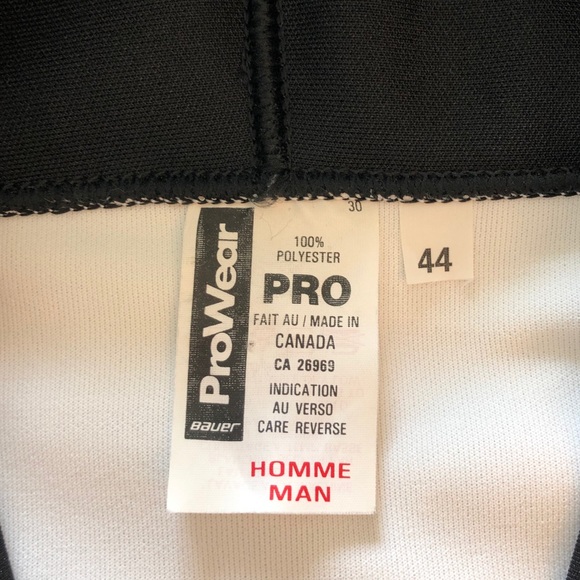 30
ProWear
BAUER
100%
POLYESTER
PRO
FAIT AU / MADE IN
CANADA
CA 26969
INDICATION
AU VERSO
CARE REVERSE
HOMME
MAN
44